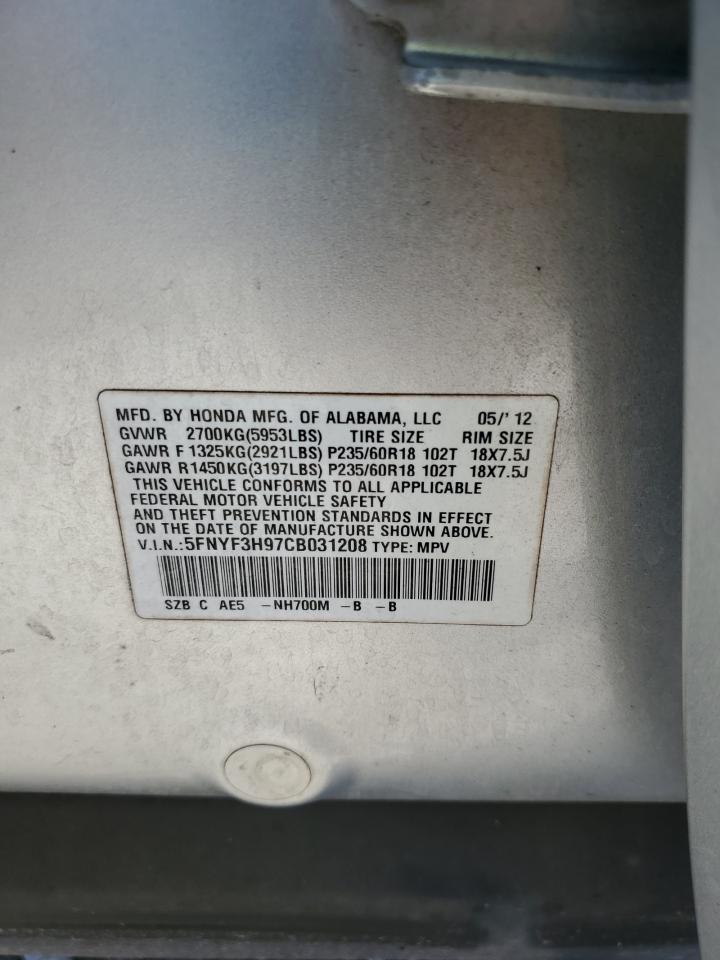 MFD. BY HONDA MFG. OF ALABAMA, LLC 05/'12
GVWR 2700KG(5953LBS) TIRE SIZE RIM SIZE
GAWR F 1325KG(2921LBS) P235/60R18 102T 18X7.5J
GAWR R1450KG(3197LBS) P235/60R18 102T 18X7.5J
THIS VEHICLE CONFORMS TO ALL APPLICABLE
FEDERAL MOTOR VEHICLE SAFETY
AND THEFT PREVENTION STANDARDS IN EFFECT
ON THE DATE OF MANUFACTURE SHOWN ABOVE.
V.I.N.:5FNYF3H97CB031208 TYPE: MPV
SZB C AE5 -NH700M -B -B